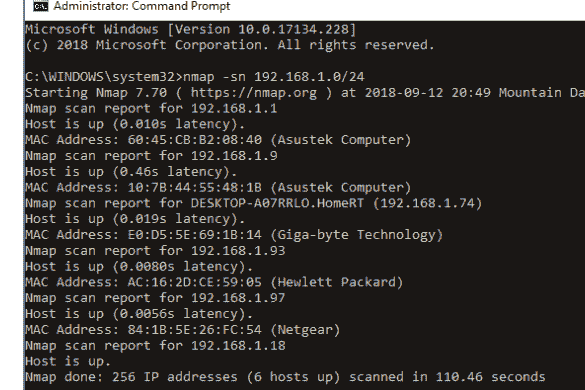 Administrator: Command Prompt
Microsoft Windows [Version 10.0.17134.228]
(c) 2018 Microsoft Corporation. All rights reserved.
C:\WINDOWS\system32>nmap -sn 192.168.1.0/24
Starting Nmap 7.70 ( https://nmap.org ) at 2018-09-12 20:49 Mountain Da
Nmap scan report for 192.168.1.1
Host is up (0.010s latency).
MAC Address: 60:45:CB:B2:08:40 (Asustek Computer)
Nmap scan report for 192.168.1.9
Host is up (0.46s latency).
MAC Address: 10:7B:44:55:48:1B (Asustek Computer)
Nmap scan report for DESKTOP-A07RRLO.HomeRT (192.168.1.74)
Host is up (0.019s latency).
MAC Address: E0:D5:5E:69:1B:14 (Giga-byte Technology)
Nmap scan report for 192.168.1.93
Host is up (0.0080s latency).
MAC Address: AC:16:2D:CE:59:05 (Hewlett Packard)
Nmap scan report for 192.168.1.97
Host is up (0.0056s latency).
MAC Address: 84:1B:5E:26:FC:54 (Netgear)
Nmap scan report for 192.168.1.18
Host is up.
Nmap done: 256 IP addresses (6 hosts up) scanned in 110.46 seconds